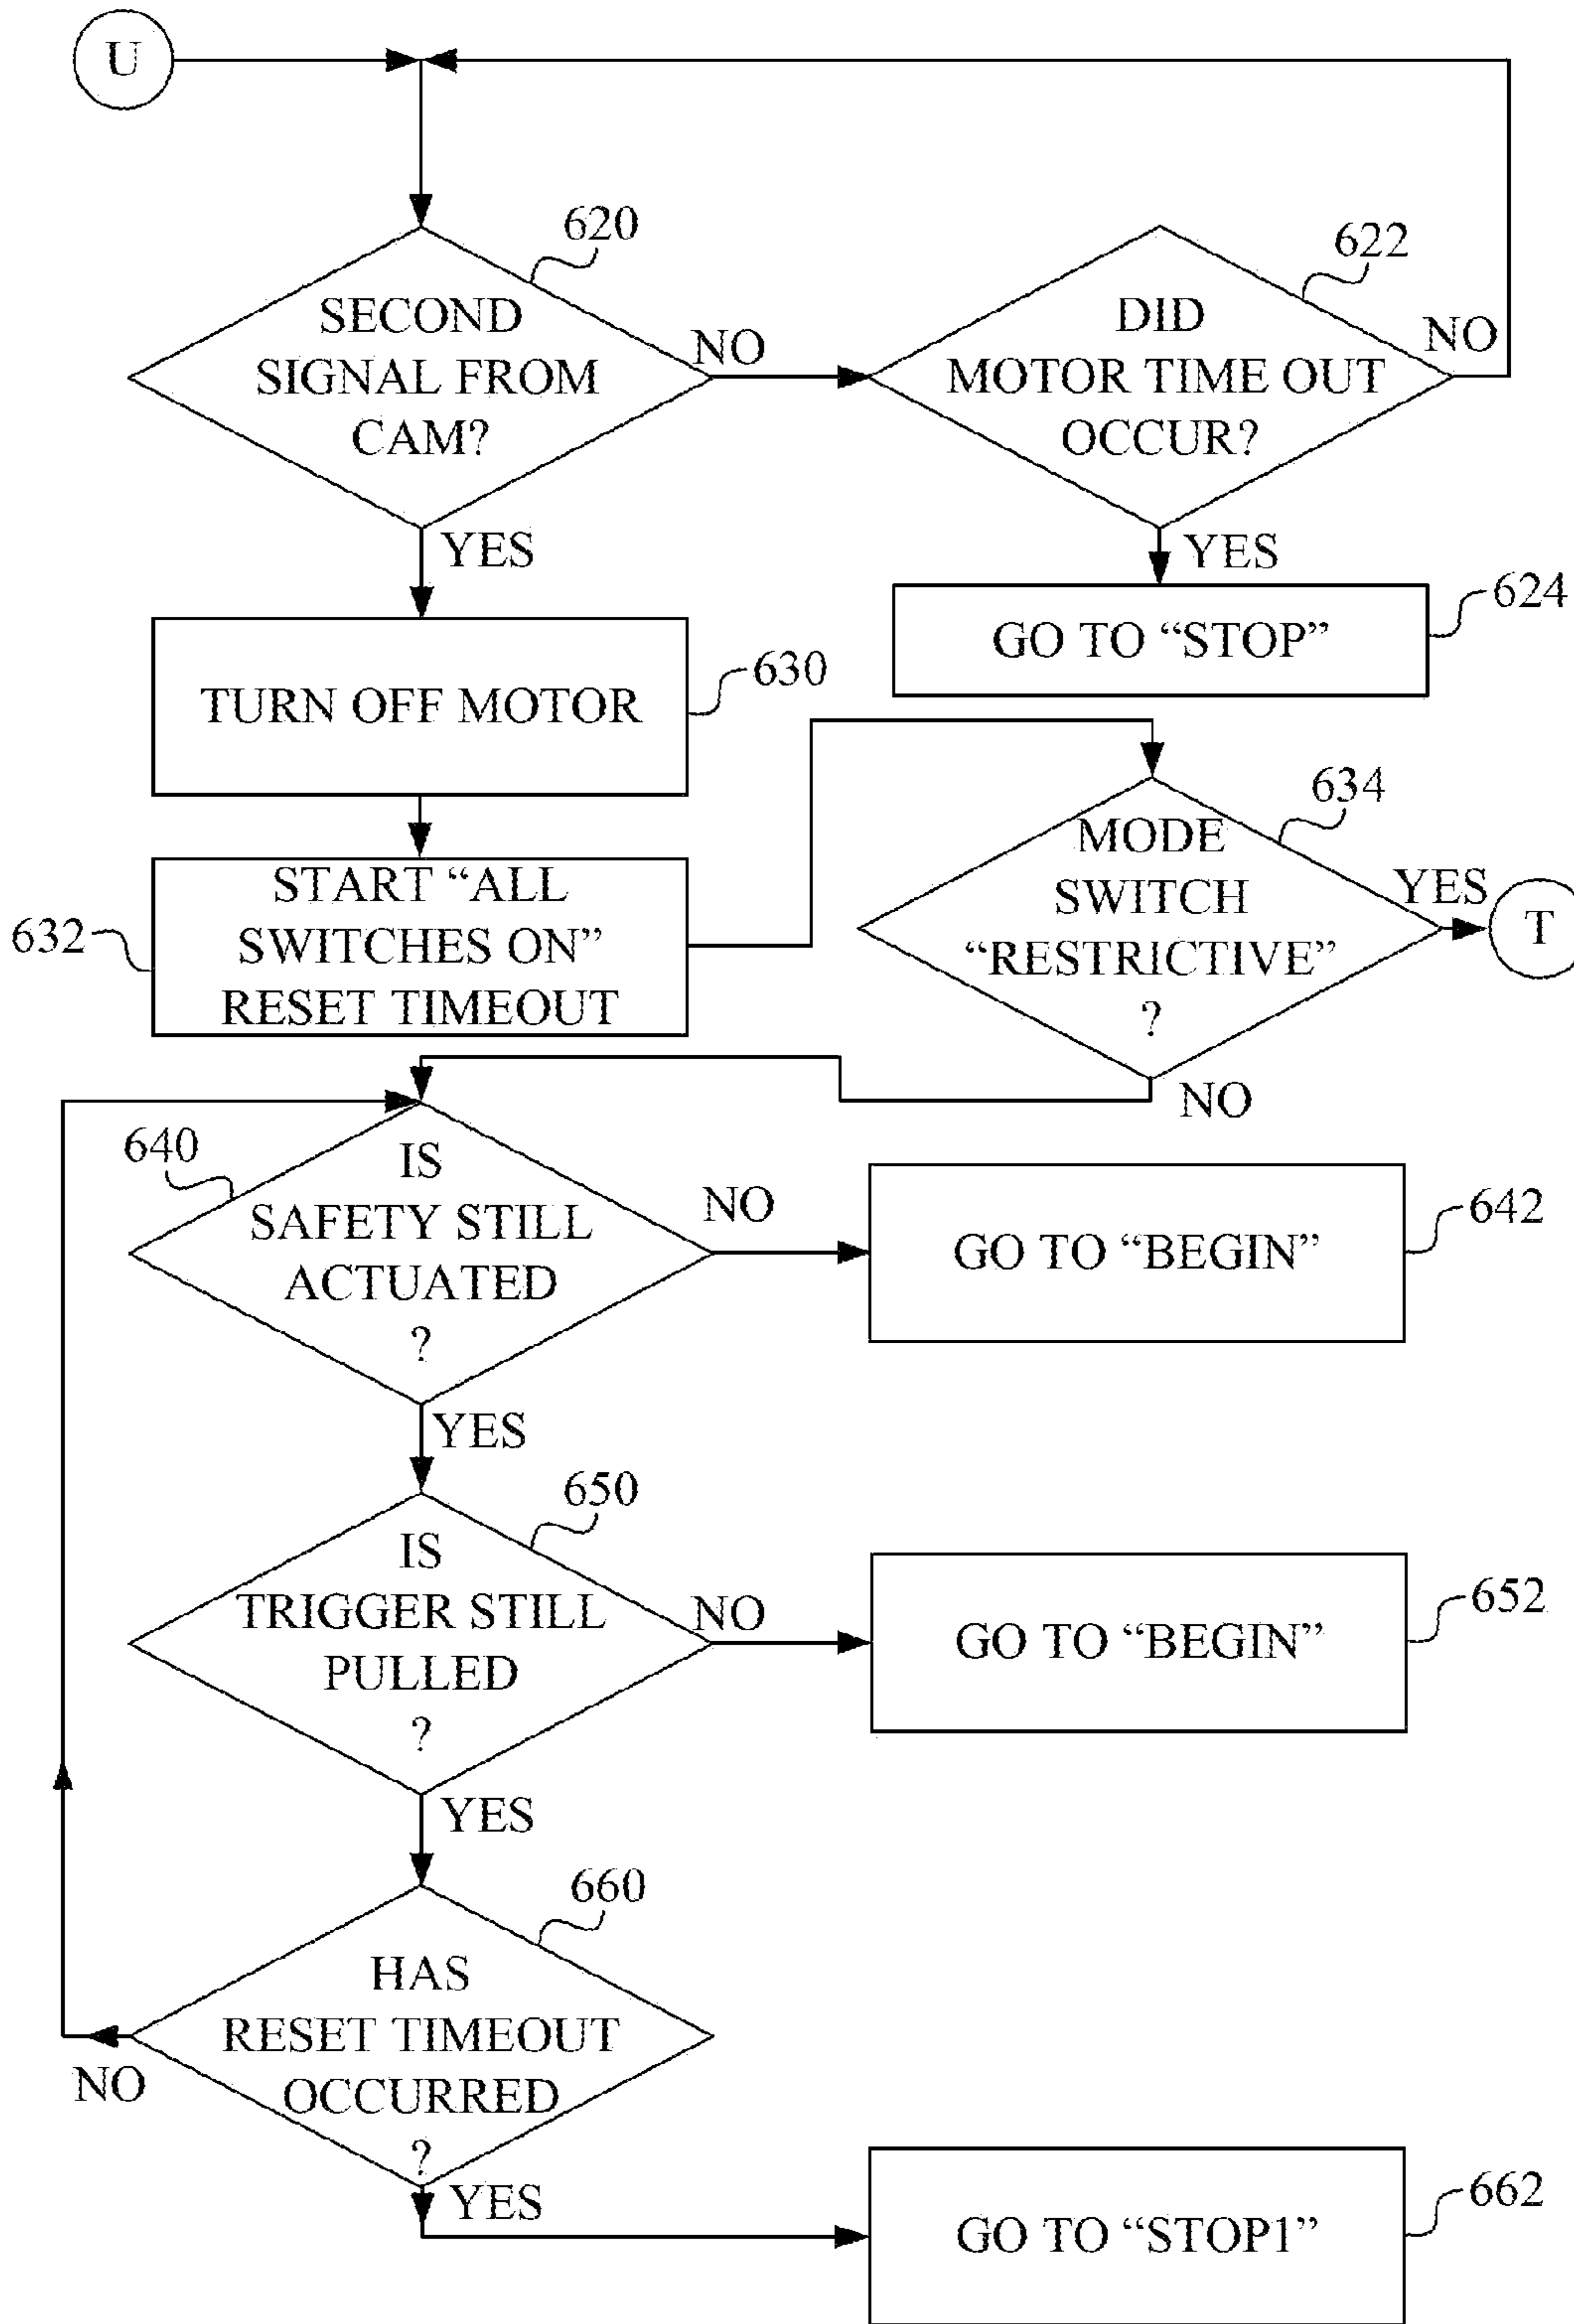 U
620
SECOND
SIGNAL FROM
CAM?
NO
622
DID
MOTOR TIME OUT
OCCUR?
NO
YES
YES
624
GO TO “STOP”
630
TURN OFF MOTOR
632
START “ALL
SWITCHES ON”
RESET TIMEOUT
634
MODE
SWITCH
“RESTRICTIVE”
?
YES
T
NO
640
IS
SAFETY STILL
ACTUATED
?
NO
642
GO TO “BEGIN”
YES
650
IS
TRIGGER STILL
PULLED
?
NO
652
GO TO “BEGIN”
YES
660
HAS
RESET TIMEOUT
OCCURRED
?
NO
YES
662
GO TO “STOP1”